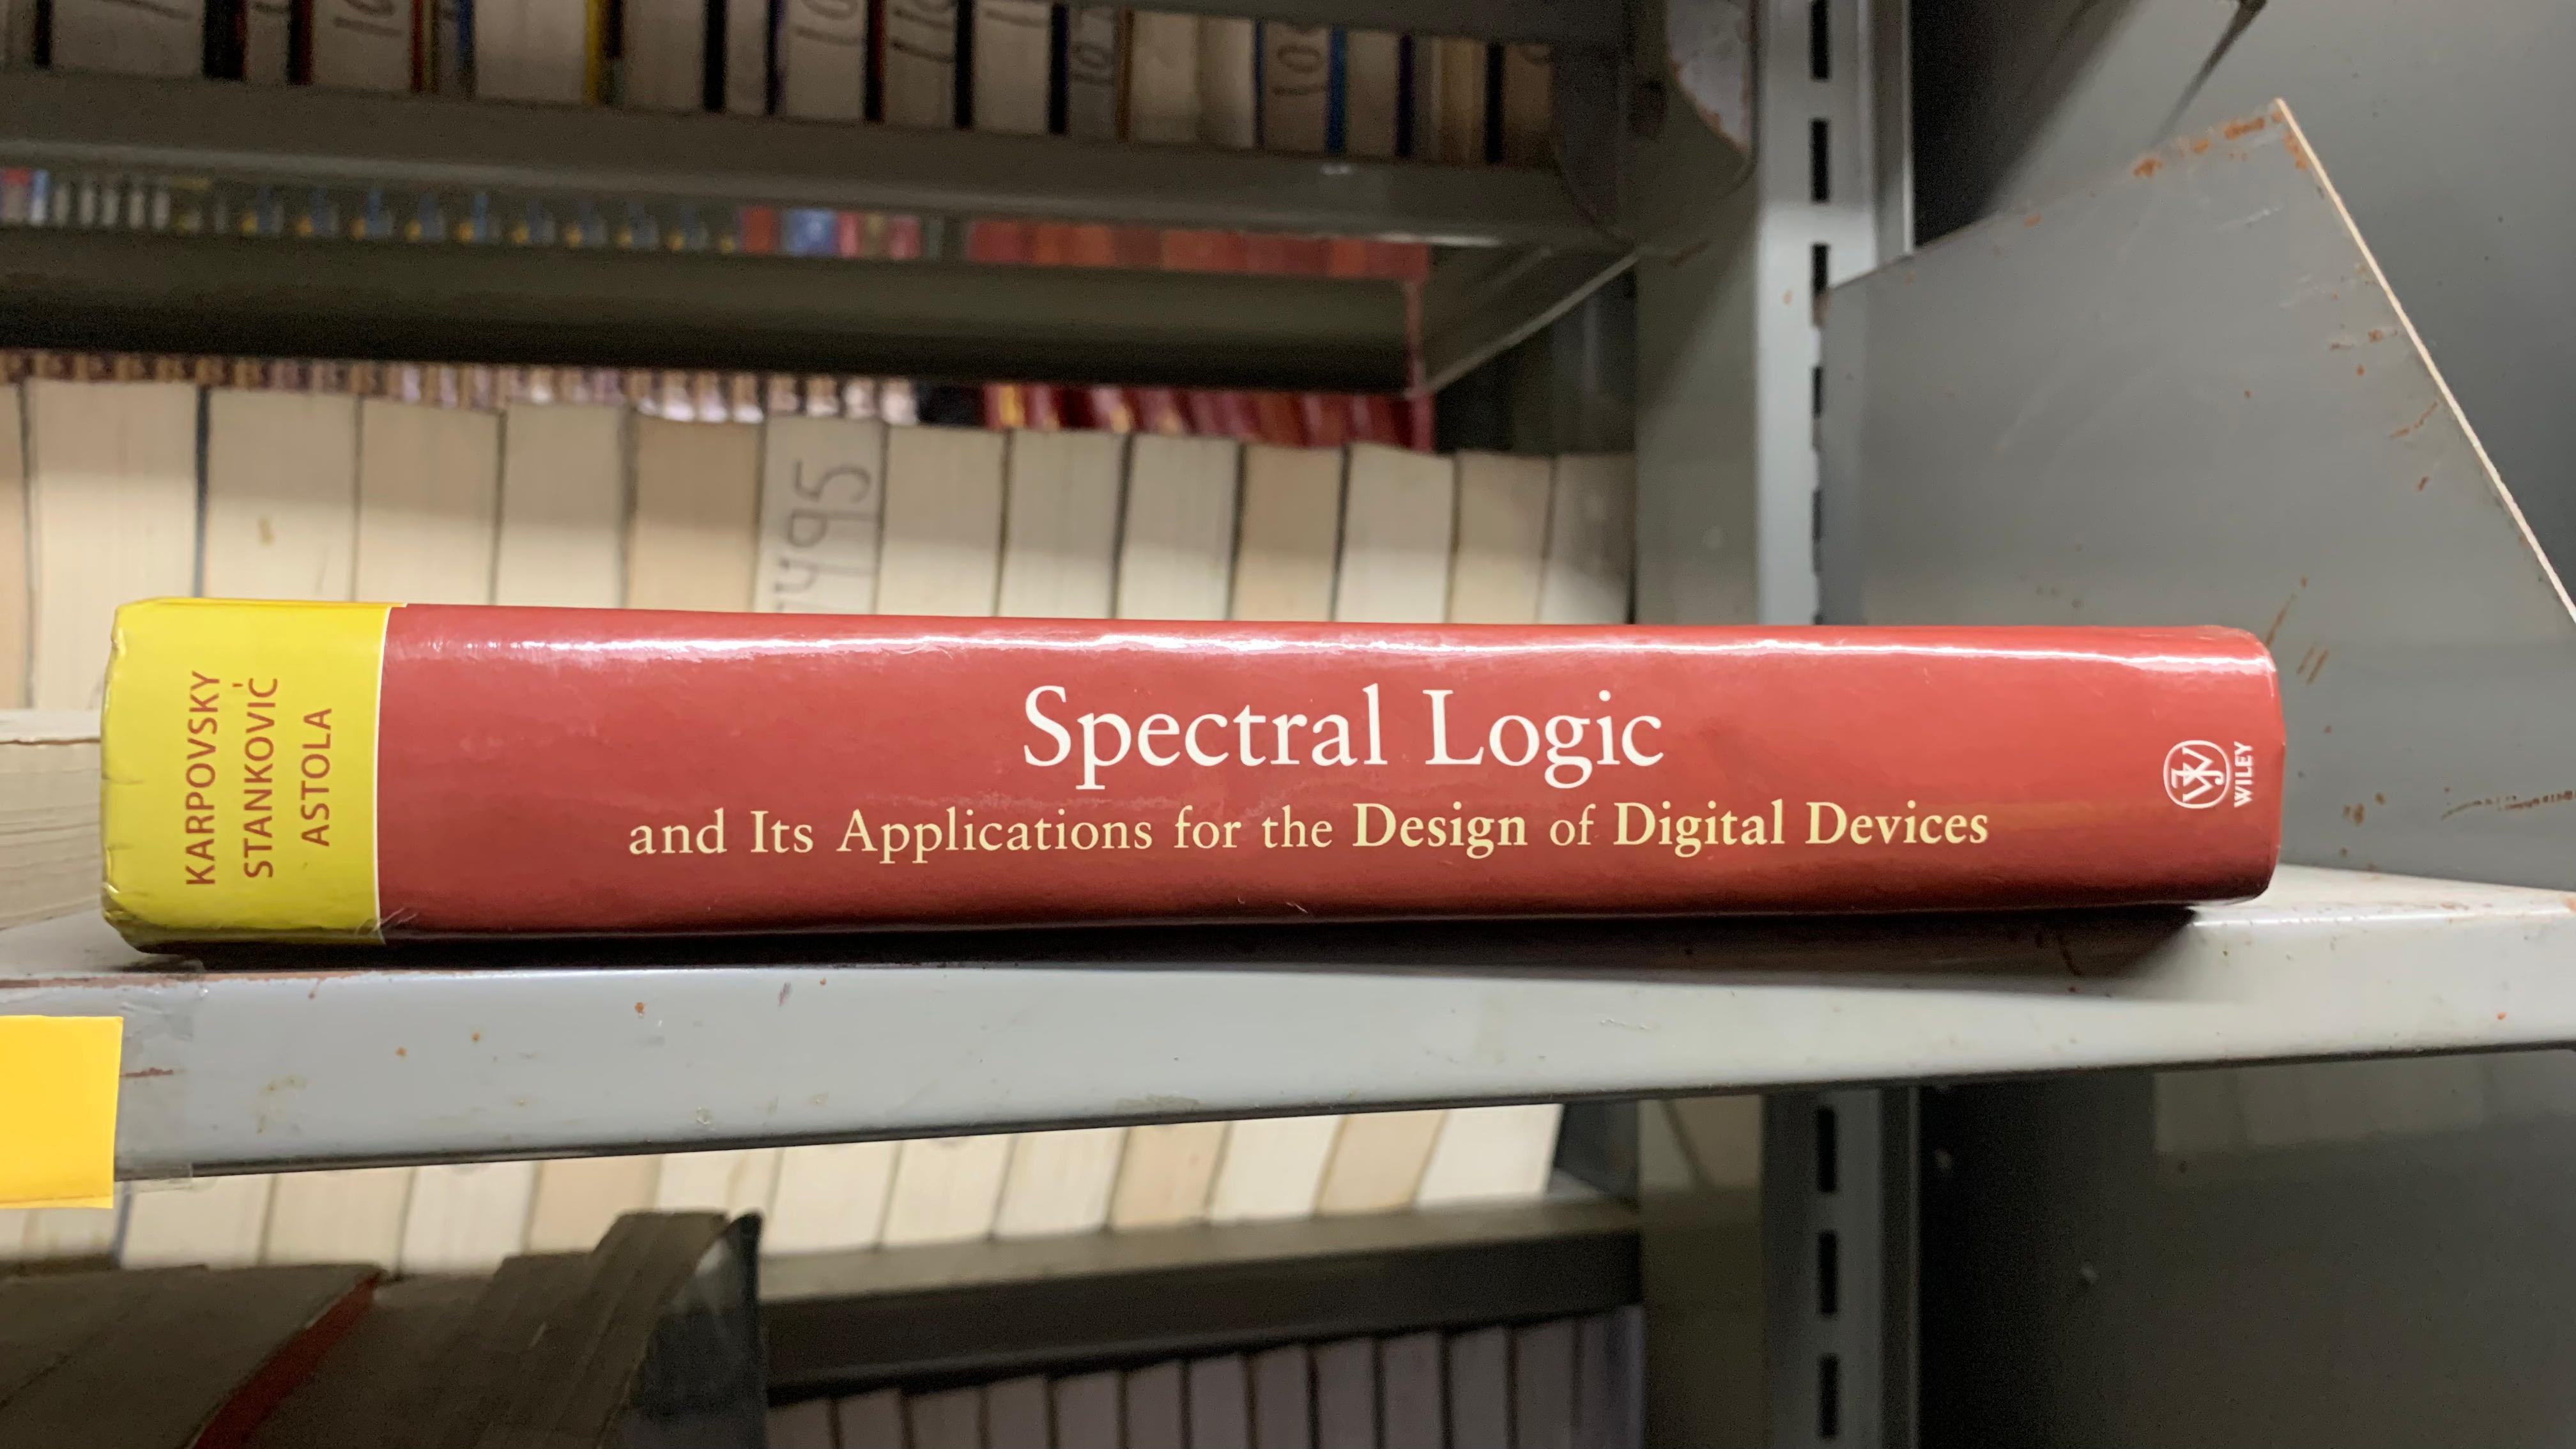 KARPOVSKY
STANKOVIĆ
ASTOLA
Spectral Logic
and Its Applications for the Design of Digital Devices
WILEY